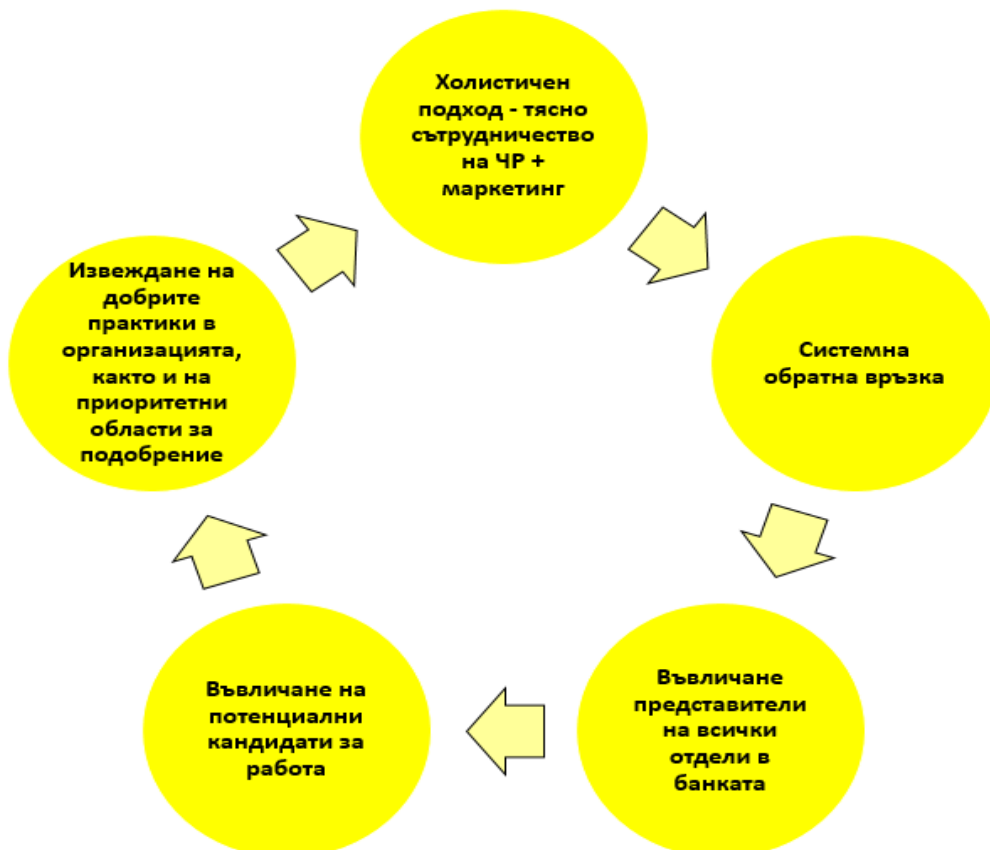 Холистичен
подход - тясно
сътрудничество
на ЧР +
маркетинг
Системна
обратна връзка
Въвличане
представители
на всички
отдели в
банката
Въвличане на
потенциални
кандидати за
работа
Извеждане на
добрите
практики в
организацията,
както и на
приоритетни
области за
подобрение